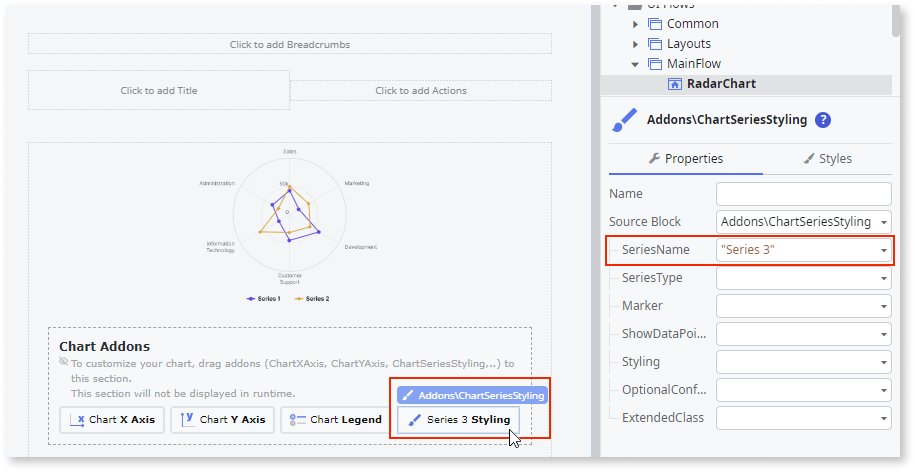 UI Flows
Common
Layouts
MainFlow
RadarChart
Click to add Breadcrumbs
Click to add Title
Click to add Actions
Sales
Administration
50k
Marketing
0
Information
Technology
Development
Customer
Support
Series 1
Series 2
Chart Addons
To customize your chart, drag addons (ChartXAxis, ChartYAxis, ChartSeriesStyling,..) to
this section.
This section will not be displayed in runtime.
Addons\ChartSeriesStyling
x Chart X Axis
y Chart Y Axis
Chart Legend
Series 3 Styling
Addons\ChartSeriesStyling ?
Properties
Styles
Name
Source Block Addons\ChartSeriesStyling
SeriesName "Series 3"
SeriesType
Marker
ShowDataPoi...
Styling
OptionalConf...
ExtendedClass